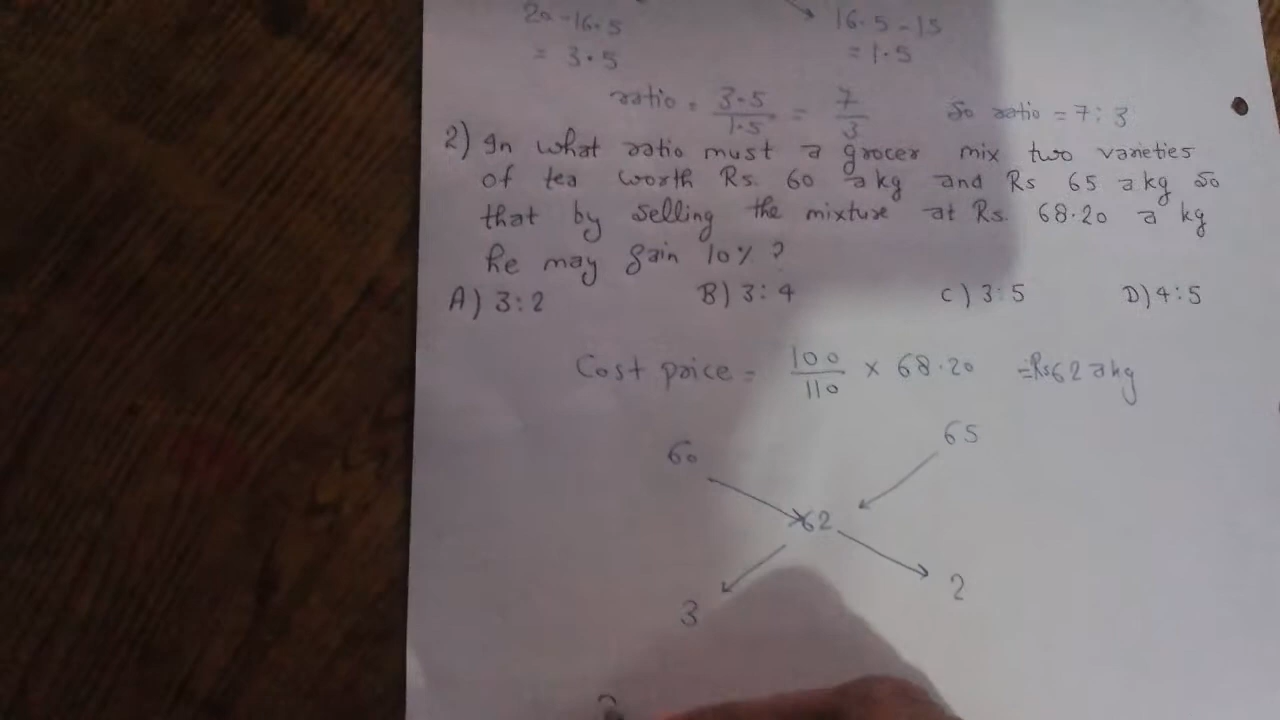 20-16.5
16.5-15
= 3.5
= 1.5
ratio = 3.5/1.5 = 7/3 So ratio = 7:3
2) In what ratio must a grocer mix two varieties
of tea worth Rs. 60 a kg and Rs 65 a kg So
that by selling the mixture at Rs. 68.20 a kg
he may gain 10% ?
A) 3:2 B) 3:4 C) 3:5 D) 4:5
Cost price = 100/110 x 68.20 =Rs62 a kg
60 65
62
3 2